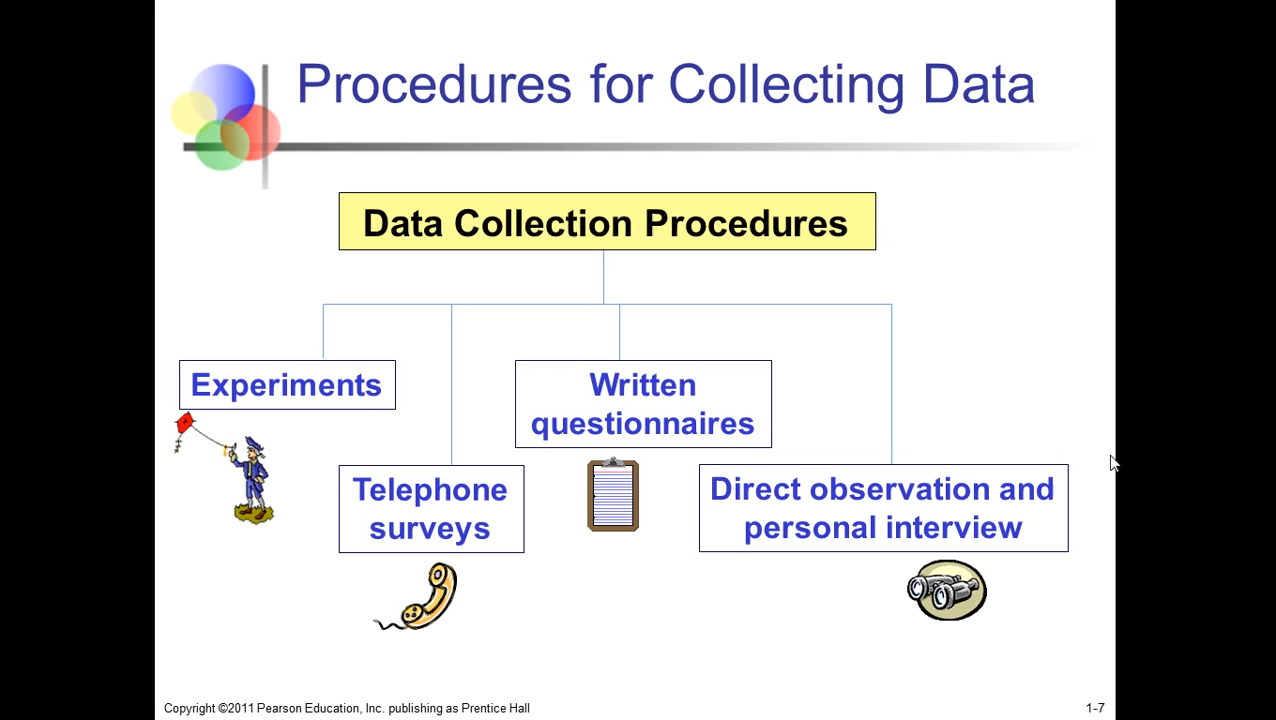 Procedures for Collecting Data
Data Collection Procedures
Experiments
Written
questionnaires
Telephone
surveys
Direct observation and
personal interview
Copyright ©2011 Pearson Education, Inc. publishing as Prentice Hall
1-7